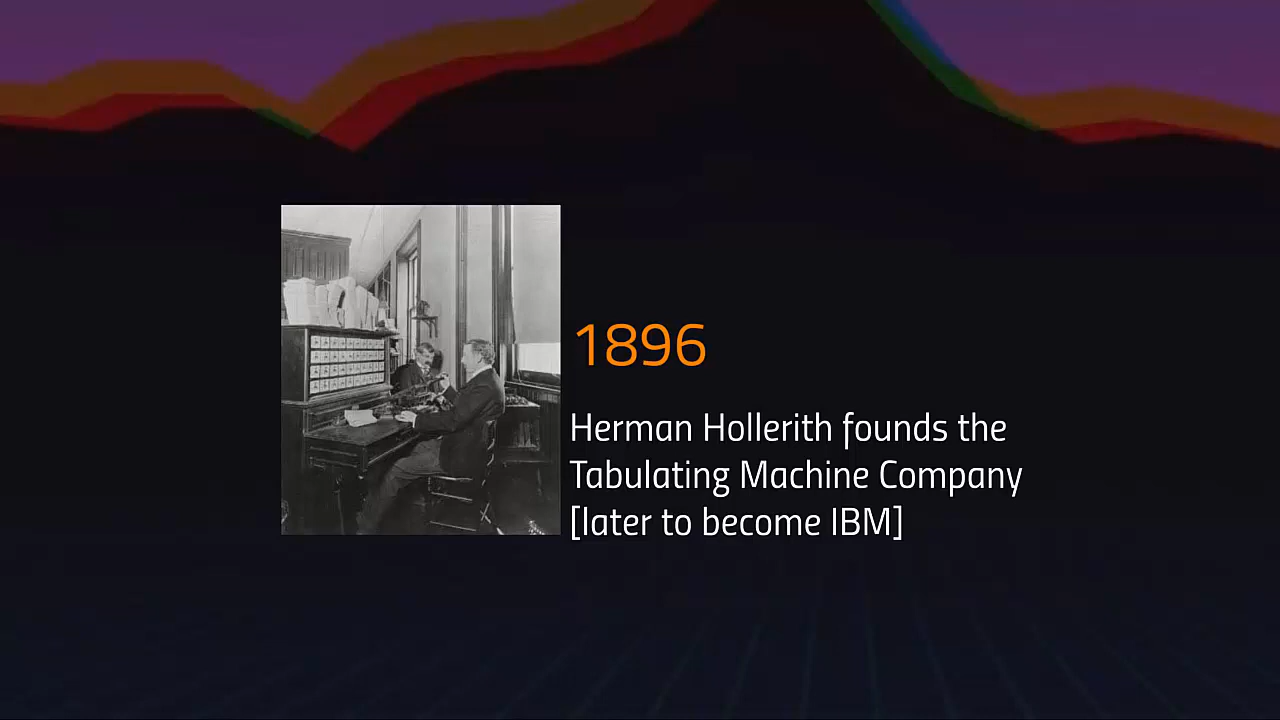 1896
Herman Hollerith founds the
Tabulating Machine Company
[later to become IBM]